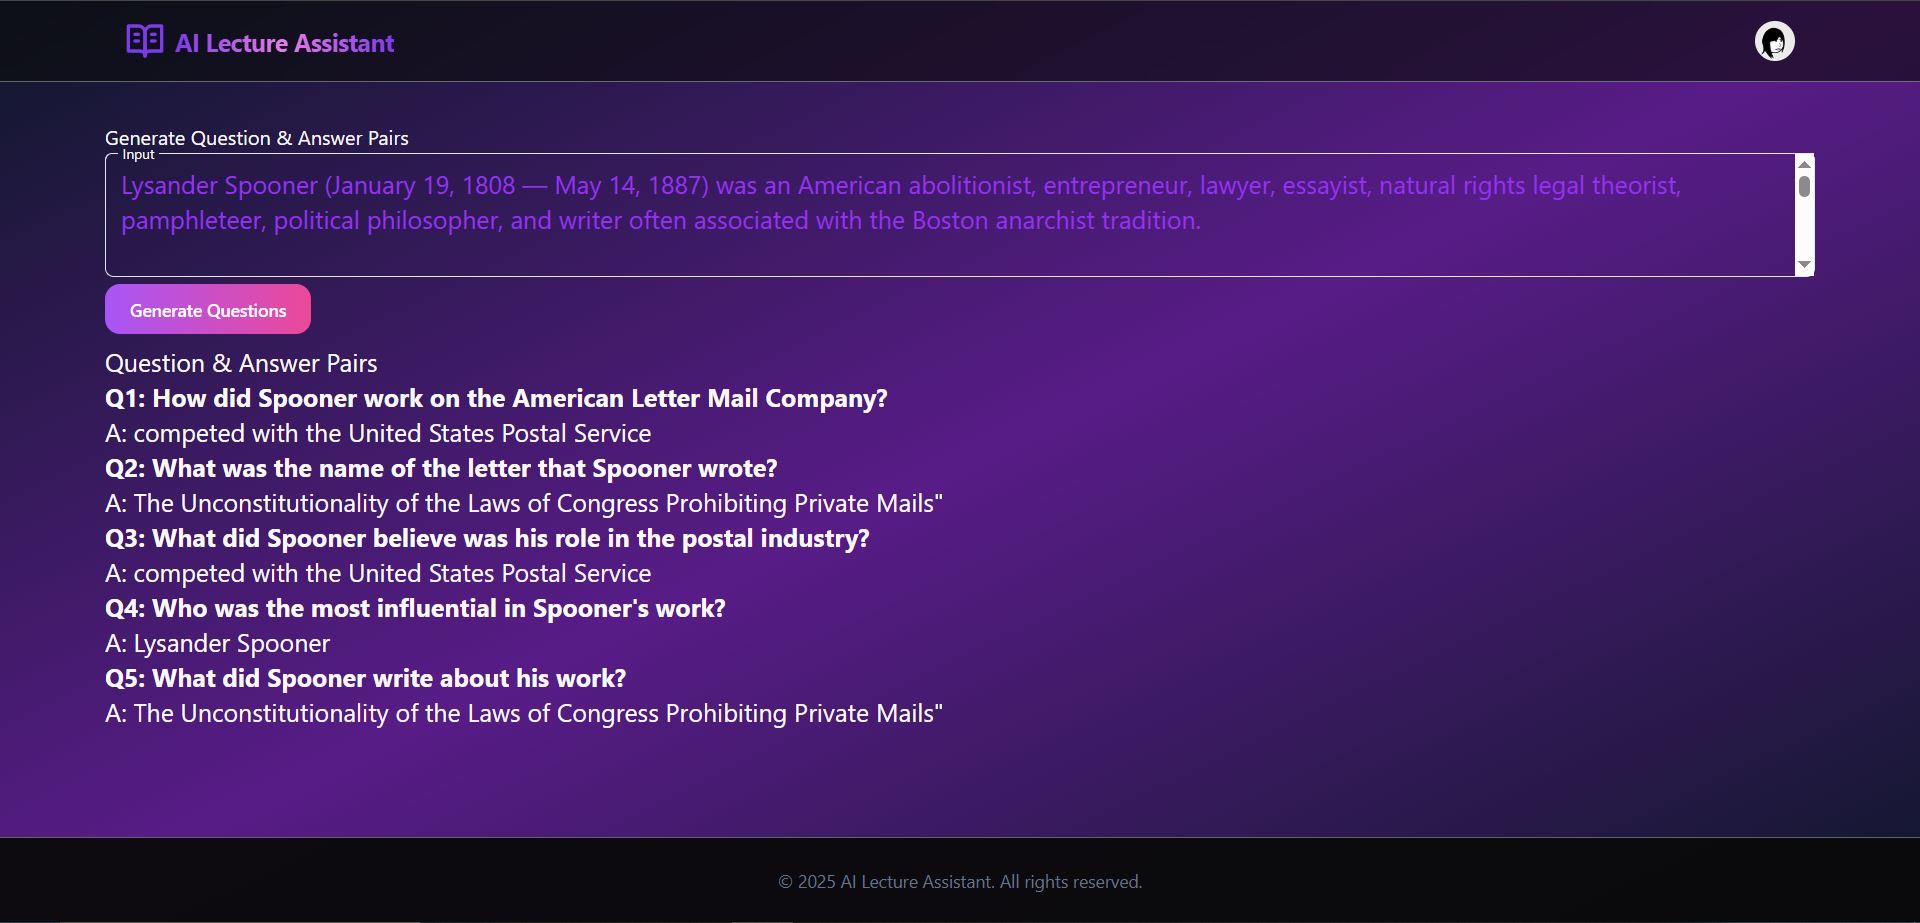 AI Lecture Assistant
Generate Question & Answer Pairs
Input
Lysander Spooner (January 19, 1808 — May 14, 1887) was an American abolitionist, entrepreneur, lawyer, essayist, natural rights legal theorist,
pamphleteer, political philosopher, and writer often associated with the Boston anarchist tradition.
Generate Questions
Question & Answer Pairs
Q1: How did Spooner work on the American Letter Mail Company?
A: competed with the United States Postal Service
Q2: What was the name of the letter that Spooner wrote?
A: The Unconstitutionality of the Laws of Congress Prohibiting Private Mails"
Q3: What did Spooner believe was his role in the postal industry?
A: competed with the United States Postal Service
Q4: Who was the most influential in Spooner's work?
A: Lysander Spooner
Q5: What did Spooner write about his work?
A: The Unconstitutionality of the Laws of Congress Prohibiting Private Mails"
© 2025 AI Lecture Assistant. All rights reserved.